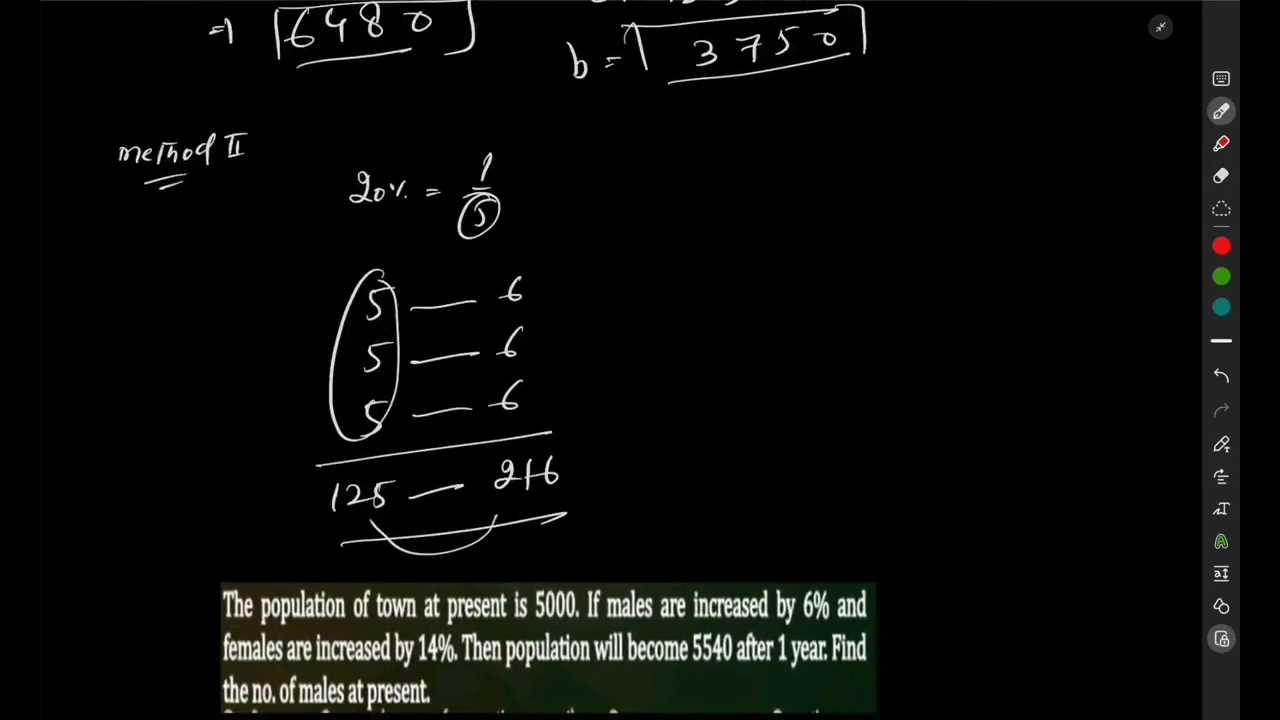 ⇒ 6480
b = 3750
method II
20% = 1/5
5 — 6
5 — 6
5 — 6
125 — 216
The population of town at present is 5000. If males are increased by 6% and
females are increased by 14%. Then population will become 5540 after 1 year. Find
the no. of males at present.